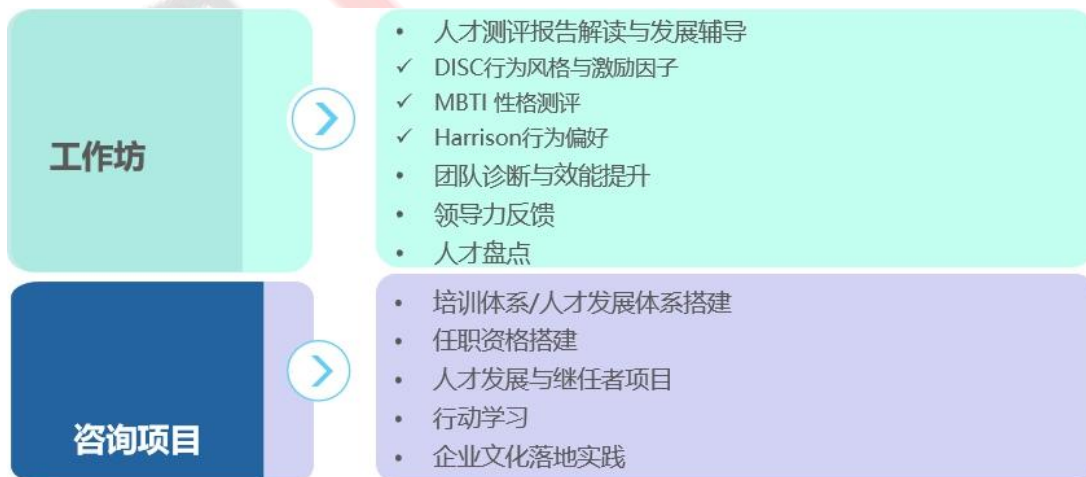 工作坊
• 人才测评报告解读与发展辅导
✓ DISC行为风格与激励因子
✓ MBTI 性格测评
✓ Harrison行为偏好
• 团队诊断与效能提升
• 领导力反馈
• 人才盘点
咨询项目
• 培训体系/人才发展体系搭建
• 任职资格搭建
• 人才发展与继任者项目
• 行动学习
• 企业文化落地实践